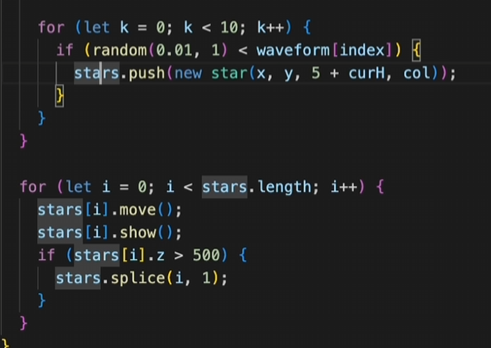 for (let k = 0; k < 10; k++) {
if (random(0.01, 1) < waveform[index]) {
stars.push(new star(x, y, 5 + curH, col));
}
}
}
for (let i = 0; i < stars.length; i++) {
stars[i].move();
stars[i].show();
if (stars[i].z > 500) {
stars.splice(i, 1);
}
}
}